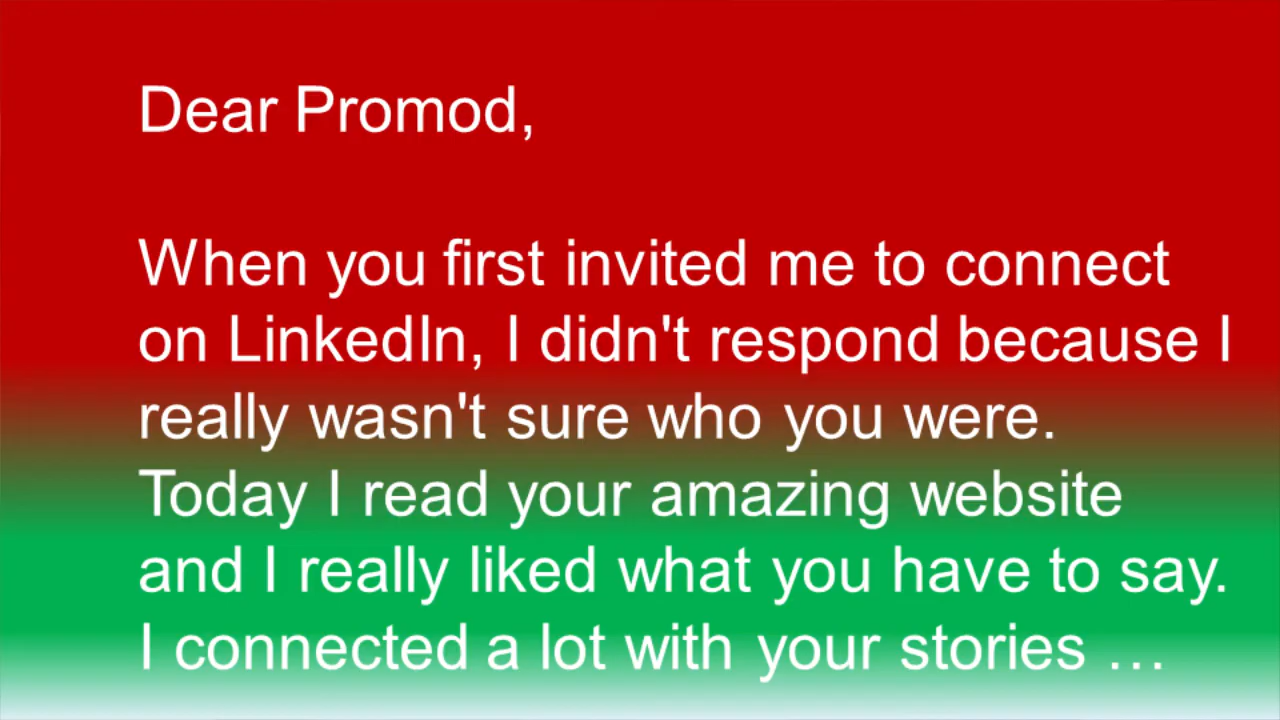 Dear Promod,
When you first invited me to connect
on LinkedIn, I didn't respond because I
really wasn't sure who you were.
Today I read your amazing website
and I really liked what you have to say.
I connected a lot with your stories …